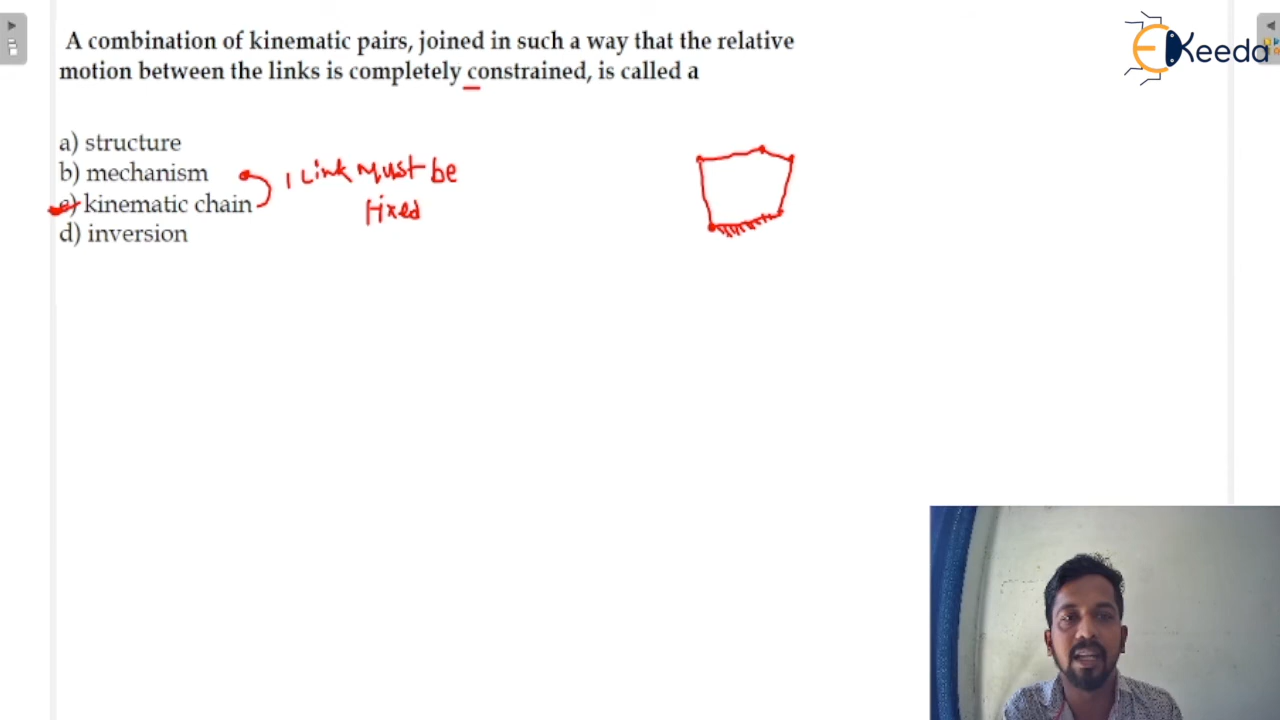 A combination of kinematic pairs, joined in such a way that the relative
motion between the links is completely constrained, is called a
a) structure
b) mechanism
c) kinematic chain
d) inversion
1 Link Must be
fixed
EKeeda